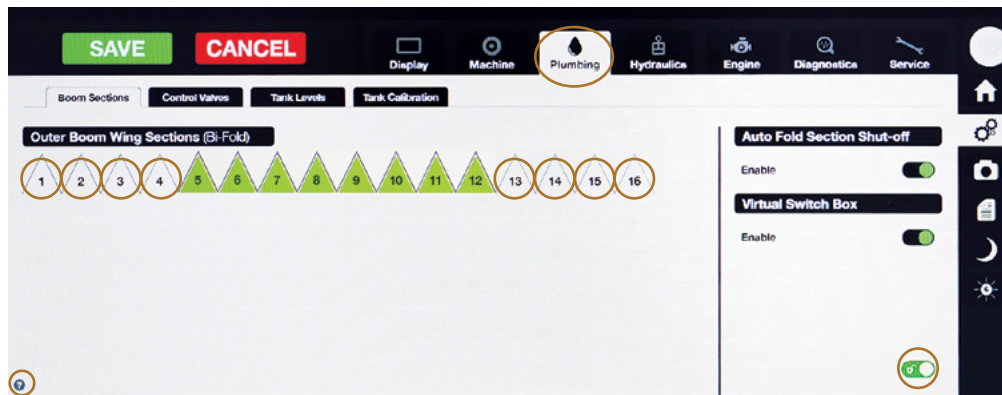 SAVE CANCEL Display Machine Plumbing Hydraulics Engine Diagnostics Service
Boom Sections Control Valves Tank Levels Tank Calibration
Outer Boom Wing Sections (Bi-Fold)
1 2 3 4 5 6 7 8 9 10 11 12 13 14 15 16
Auto Fold Section Shut-off
Enable
Virtual Switch Box
Enable
?